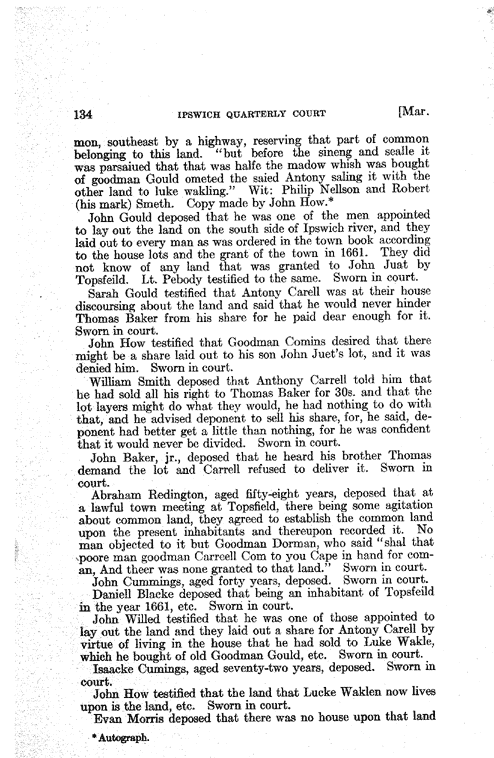 134 IPSWICH QUARTERLY COURT [Mar.
mon, southeast by a highway, reserving that part of common
belonging to this land. "but before the sineng and sealle it
was parsaiued that that was halfe the madow whish was bought
of goodman Gould ometed the saied Antony saling it with the
other land to luke wakling." Wit: Philip Nellson and Robert
(his mark) Smeth. Copy made by John How.*
John Gould deposed that he was one of the men appointed
to lay out the land on the south side of Ipswich river, and they
laid out to every man as was ordered in the town book according
to the house lots and the grant of the town in 1661. They did
not know of any land that was granted to John Juat by
Topsfeild. Lt. Pebody testified to the same. Sworn in court.
Sarah Gould testified that Antony Carell was at their house
discoursing about the land and said that he would never hinder
Thomas Baker from his share for he paid dear enough for it.
Sworn in court.
John How testified that Goodman Comins desired that there
might be a share laid out to his son John Juet's lot, and it was
denied him. Sworn in court.
William Smith deposed that Anthony Carrell told him that
he had sold all his right to Thomas Baker for 30s. and that the
lot layers might do what they would, he had nothing to do with
that, and he advised deponent to sell his share, for, he said, de-
ponent had better get a little than nothing, for he was confident
that it would never be divided. Sworn in court.
John Baker, jr., deposed that he heard his brother Thomas
demand the lot and Carrell refused to deliver it. Sworn in
court.
Abraham Redington, aged fifty-eight years, deposed that at
a lawful town meeting at Topsfield, there being some agitation
about common land, they agreed to establish the common land
upon the present inhabitants and thereupon recorded it. No
man objected to it but Goodman Dorman, who said "shal that
poore man goodman Carrcell Com to you Cape in hand for com-
an, And theer was none granted to that land." Sworn in court.
John Cummings, aged forty years, deposed. Sworn in court.
Daniell Blacke deposed that being an inhabitant of Topsfeild
in the year 1661, etc. Sworn in court.
John Willed testified that he was one of those appointed to
lay out the land and they laid out a share for Antony Carell by
virtue of living in the house that he had sold to Luke Wakle,
which he bought of old Goodman Gould, etc. Sworn in court.
Isaacke Cumings, aged seventy-two years, deposed. Sworn in
court.
John How testified that the land that Lucke Waklen now lives
upon is the land, etc. Sworn in court.
Evan Morris deposed that there was no house upon that land
* Autograph.